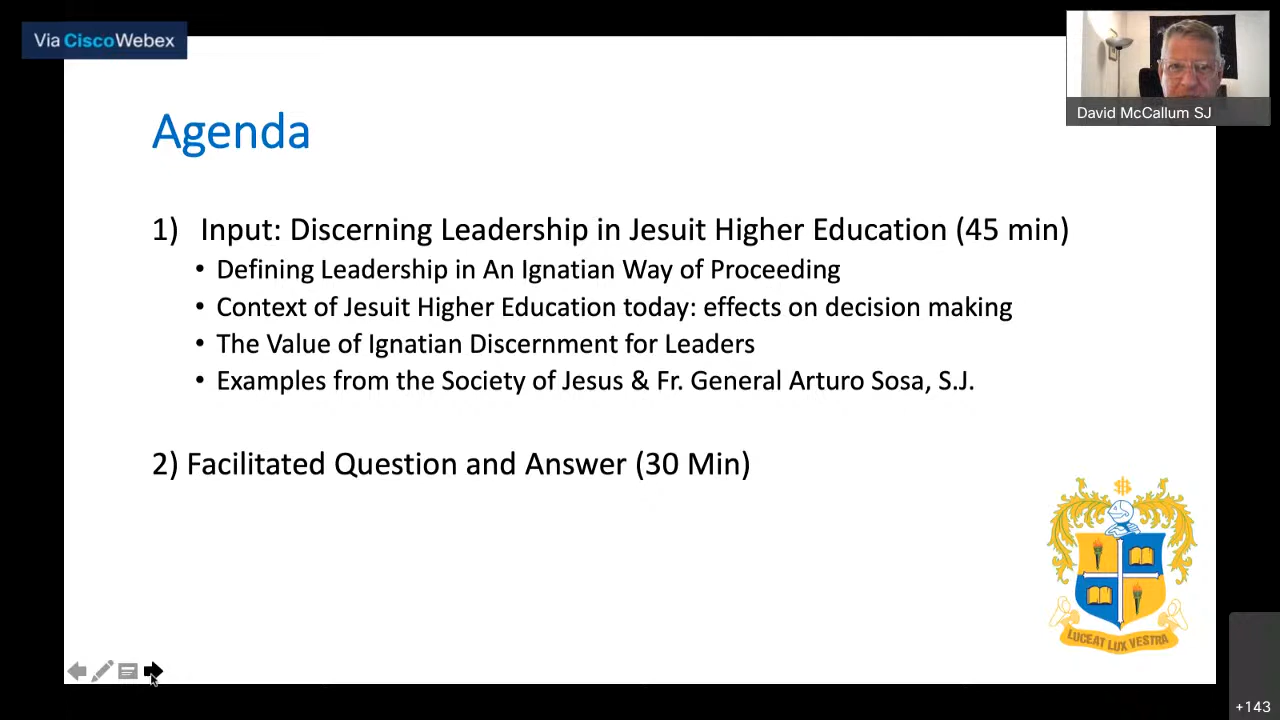 Via CiscoWebex
David McCallum SJ
Agenda
1) Input: Discerning Leadership in Jesuit Higher Education (45 min)
• Defining Leadership in An Ignatian Way of Proceeding
• Context of Jesuit Higher Education today: effects on decision making
• The Value of Ignatian Discernment for Leaders
• Examples from the Society of Jesus & Fr. General Arturo Sosa, S.J.
2) Facilitated Question and Answer (30 Min)
LUCEAT LUX VESTRA
+143